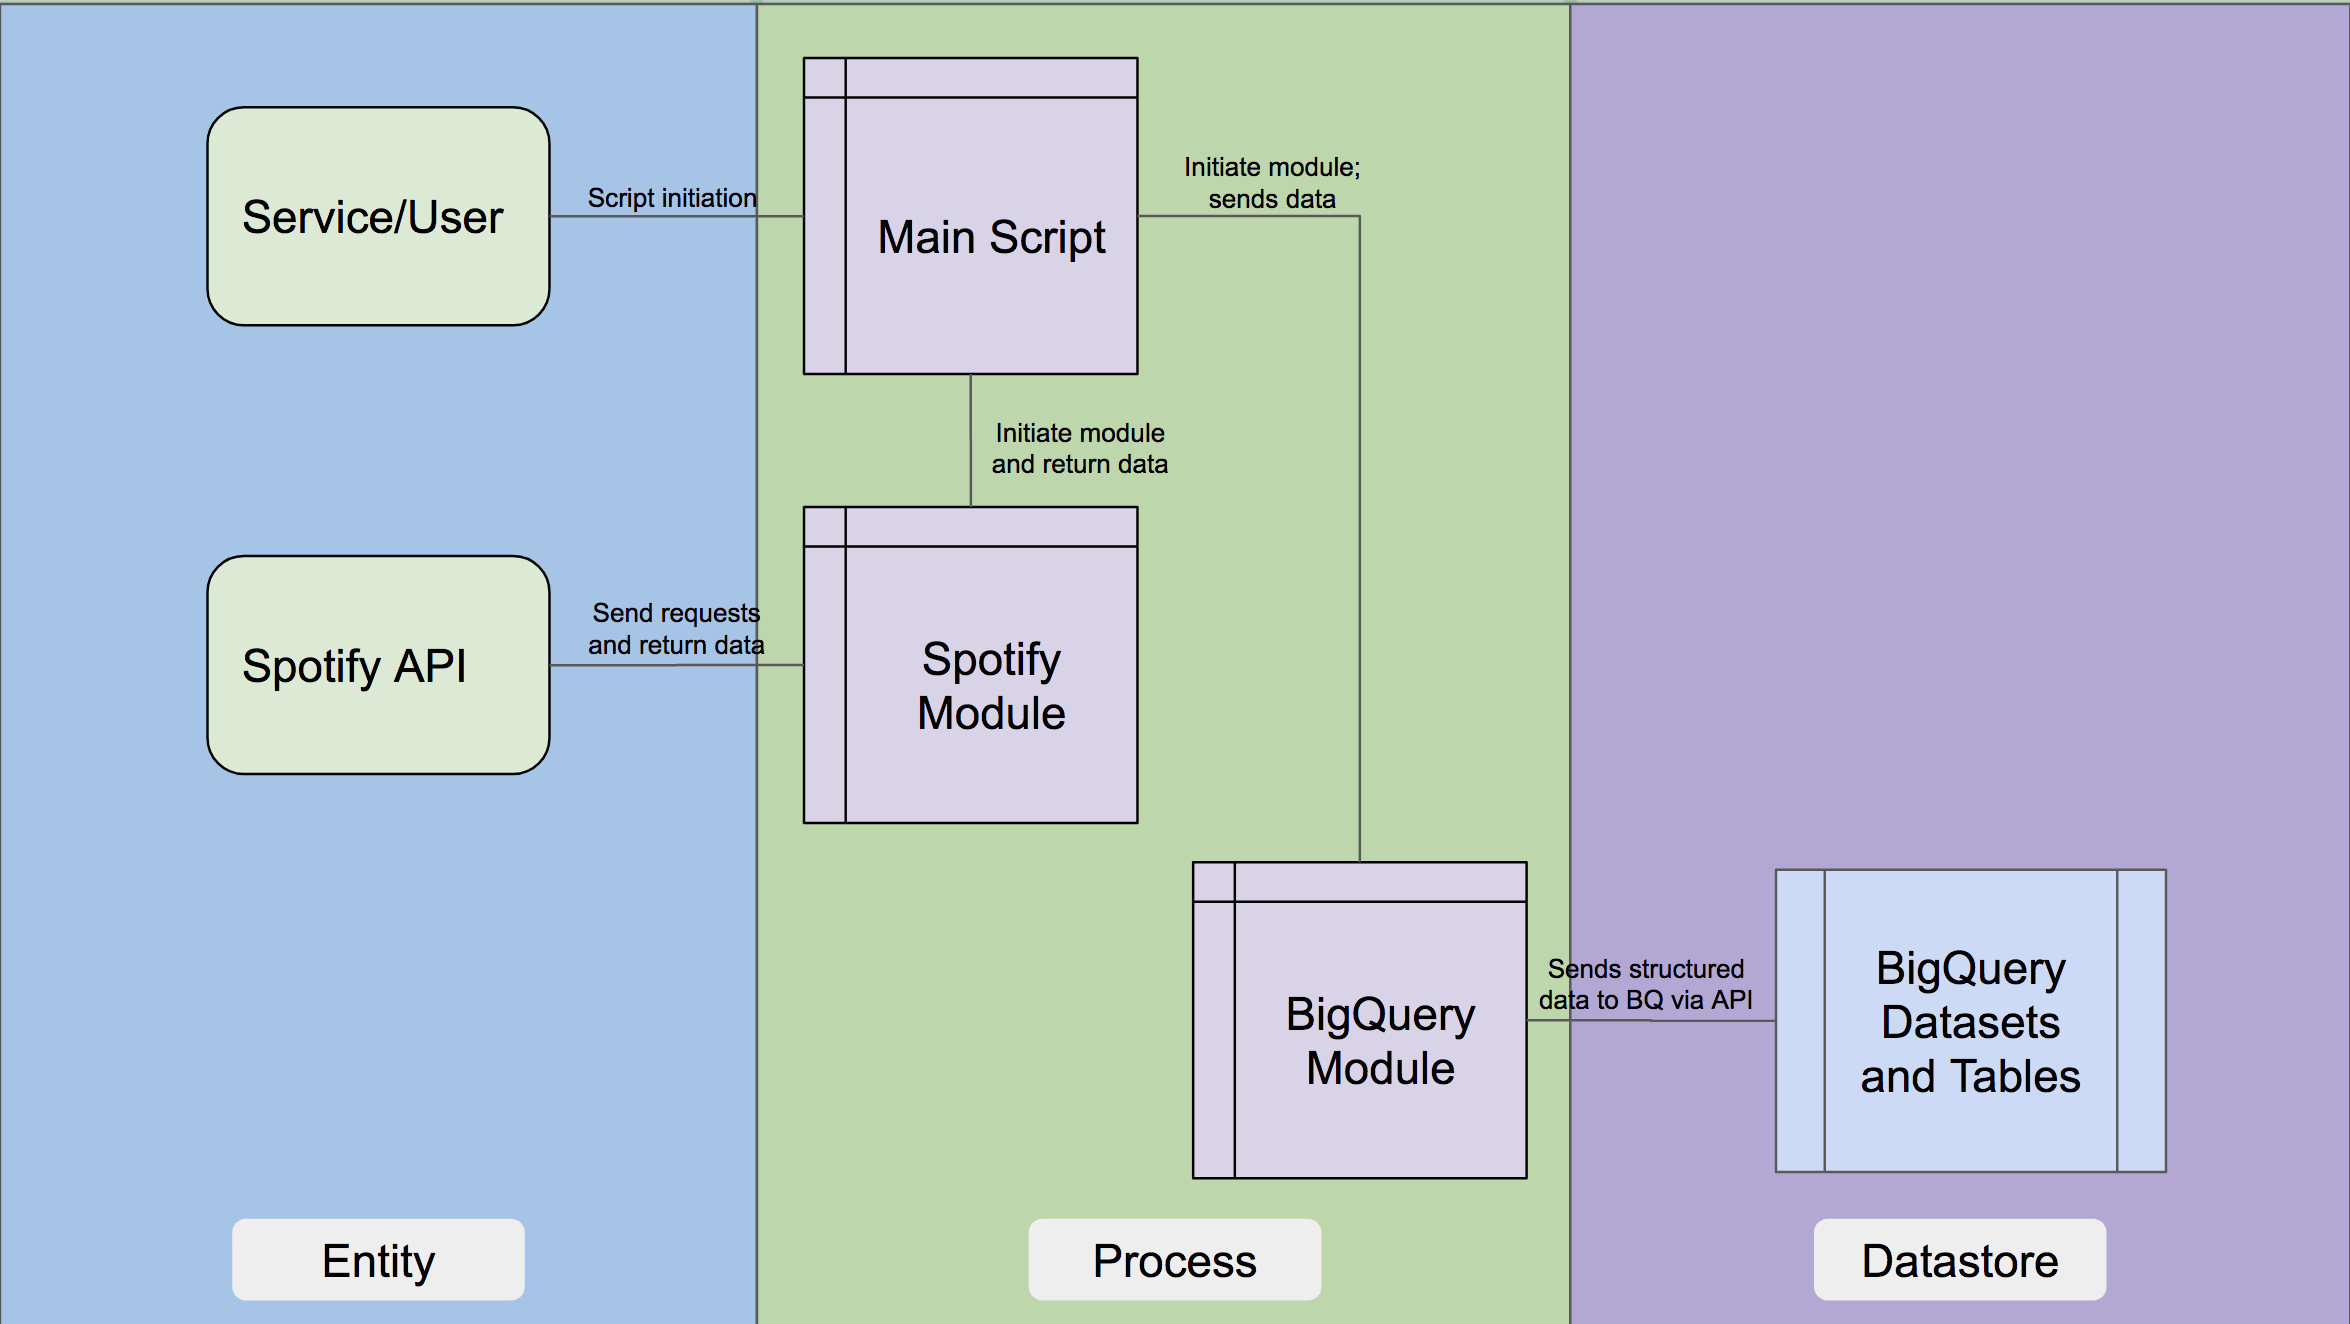 Service/User
Script initiation
Main Script
Initiate module;
sends data
Initiate module
and return data
Spotify API
Send requests
and return data
Spotify
Module
BigQuery
Module
Sends structured
data to BQ via API
BigQuery
Datasets
and Tables
Entity
Process
Datastore